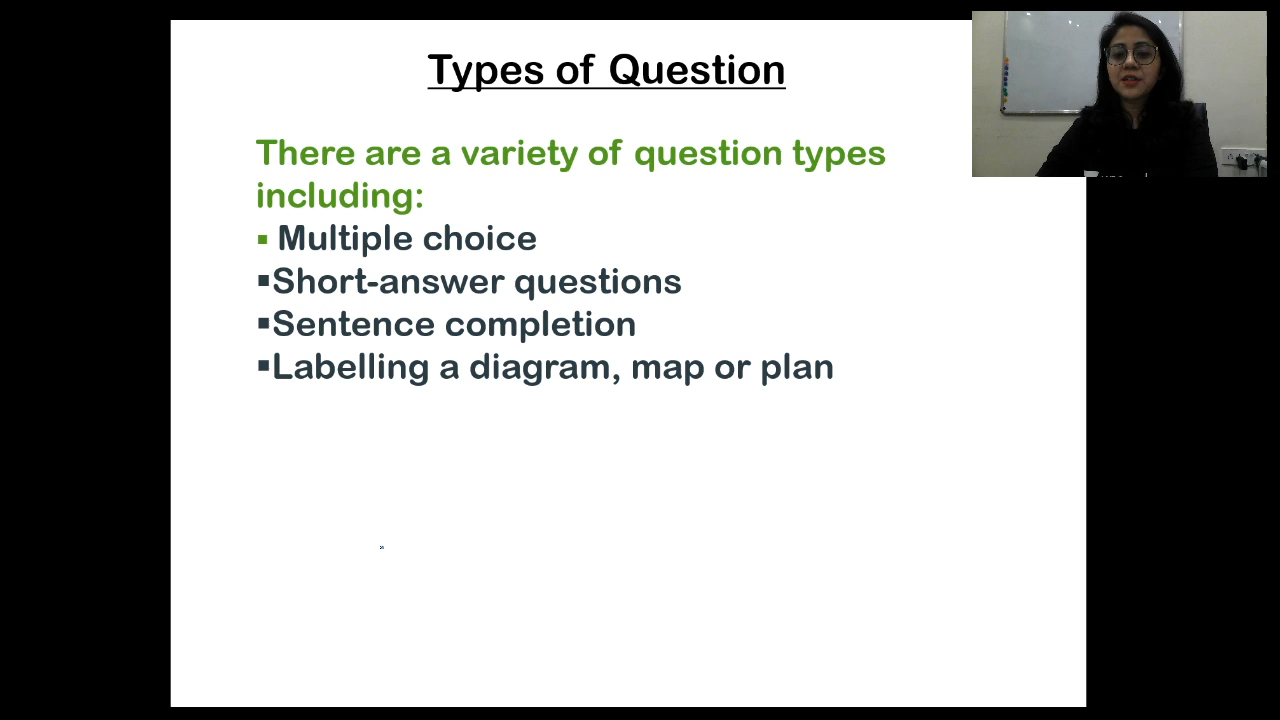 Types of Question
There are a variety of question types
including:
▪ Multiple choice
▪Short-answer questions
▪Sentence completion
▪Labelling a diagram, map or plan